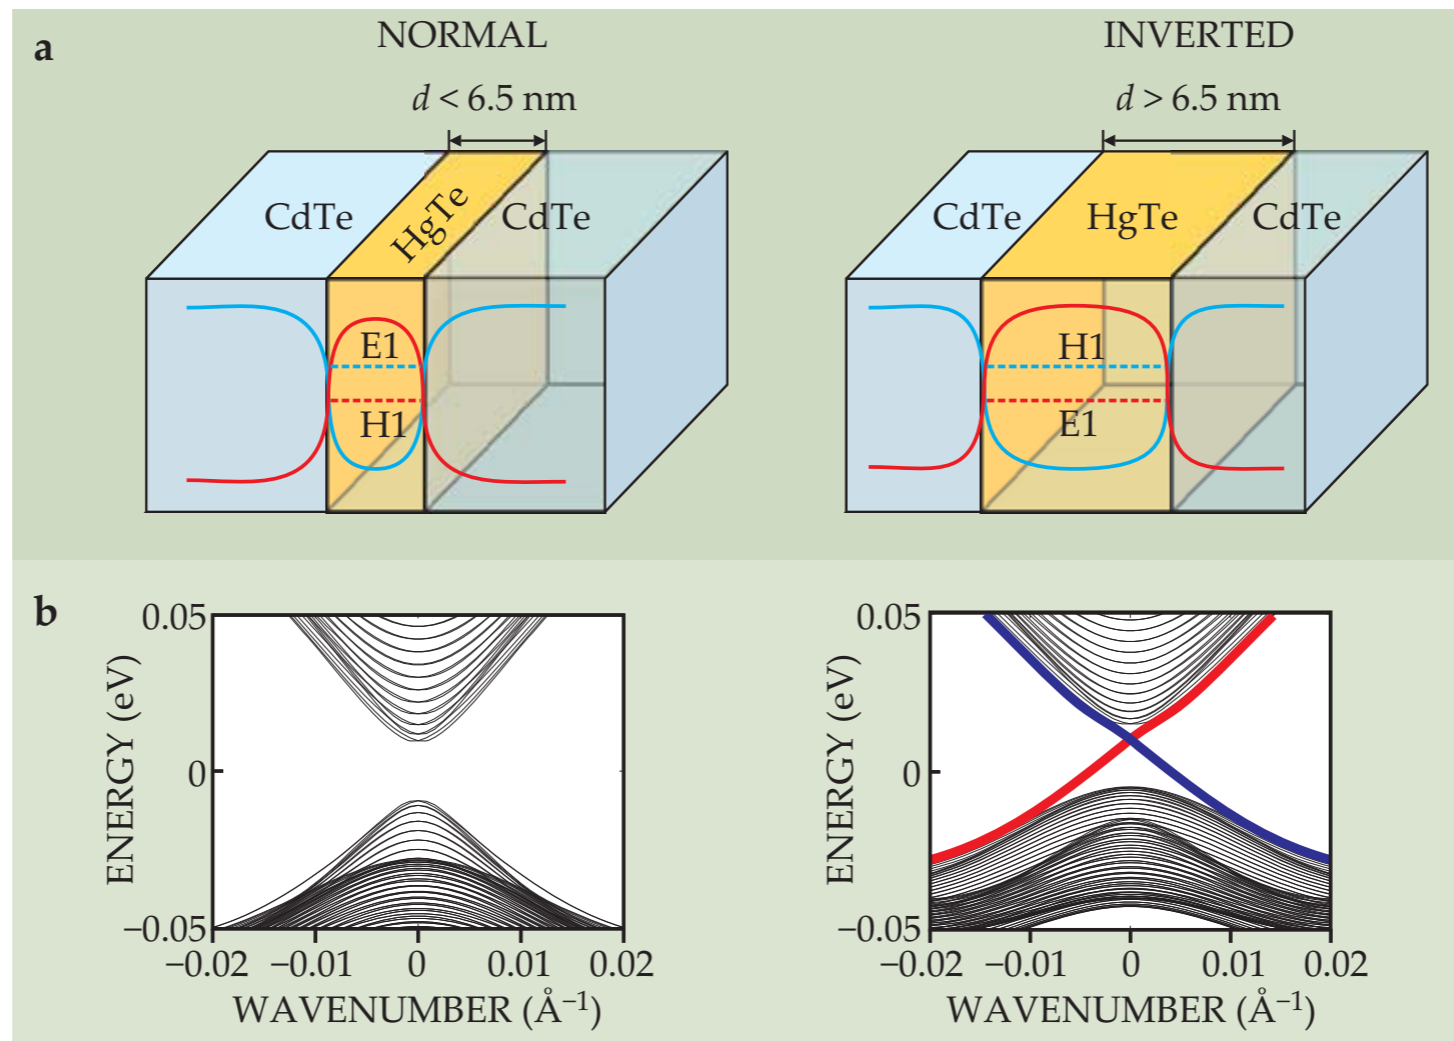 a
NORMAL
INVERTED
d < 6.5 nm
d > 6.5 nm
CdTe
HgTe
CdTe
CdTe
HgTe
CdTe
E1
H1
H1
E1
b
0.05
0
−0.05
ENERGY (eV)
−0.02 −0.01 0 0.01 0.02
WAVENUMBER (Å⁻¹)
0.05
0
−0.05
ENERGY (eV)
−0.02 −0.01 0 0.01 0.02
WAVENUMBER (Å⁻¹)